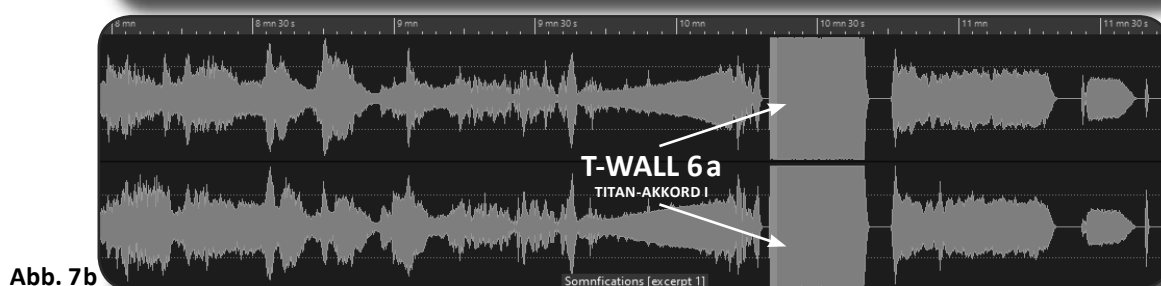 8 mn 8 mn 30 s 9 mn 9 mn 30 s 10 mn 10 mn 30 s 11 mn 11 mn 30 s
T-WALL 6a
TITAN-AKKORD I
Somnfications [excerpt 1]
Abb. 7b